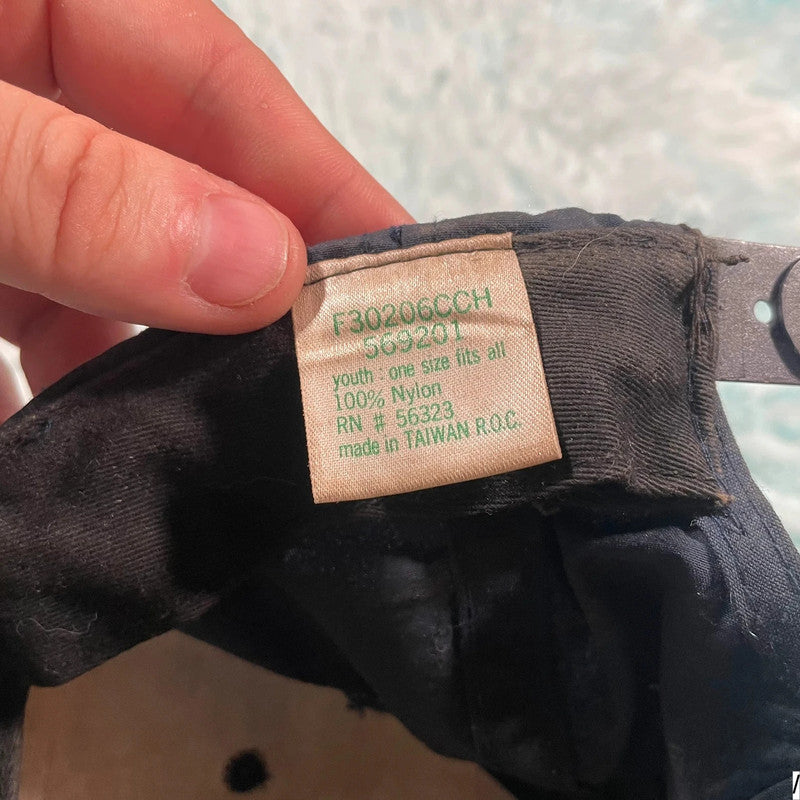 F30206CCH
569201
youth : one size fits all
100% Nylon
RN # 56323
made in TAIWAN R.O.C.